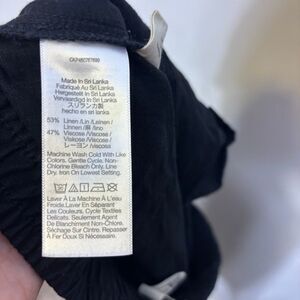 Made in Sri Lanka
Fabriqué Au Sri Lanka
Hergestellt in Sri Lanka
Vervaardigd in Sri Lanka
スリランカ製
hecho en sri lanka
53% Linen /Lin /Leinen /
Linnen /麻 /lino
47% Viscose /Viscose /
Viskose /Viscose /
レーヨン /viscosa
Machine Wash Cold With Like
Colors. Gentle Cycle. Non-
Chlorine Bleach Only. Line
Dry. Iron On Lowest Setting.
Laver À La Machine À L'eau
Froide.Laver En Séparant
Les Couleurs. Cycle Textiles
Délicats. Seulement Agent
De Blanchiment Non-Chlore.
Séchage Sur Cintre. Repasser
À Fer Doux Si Nécessaire.